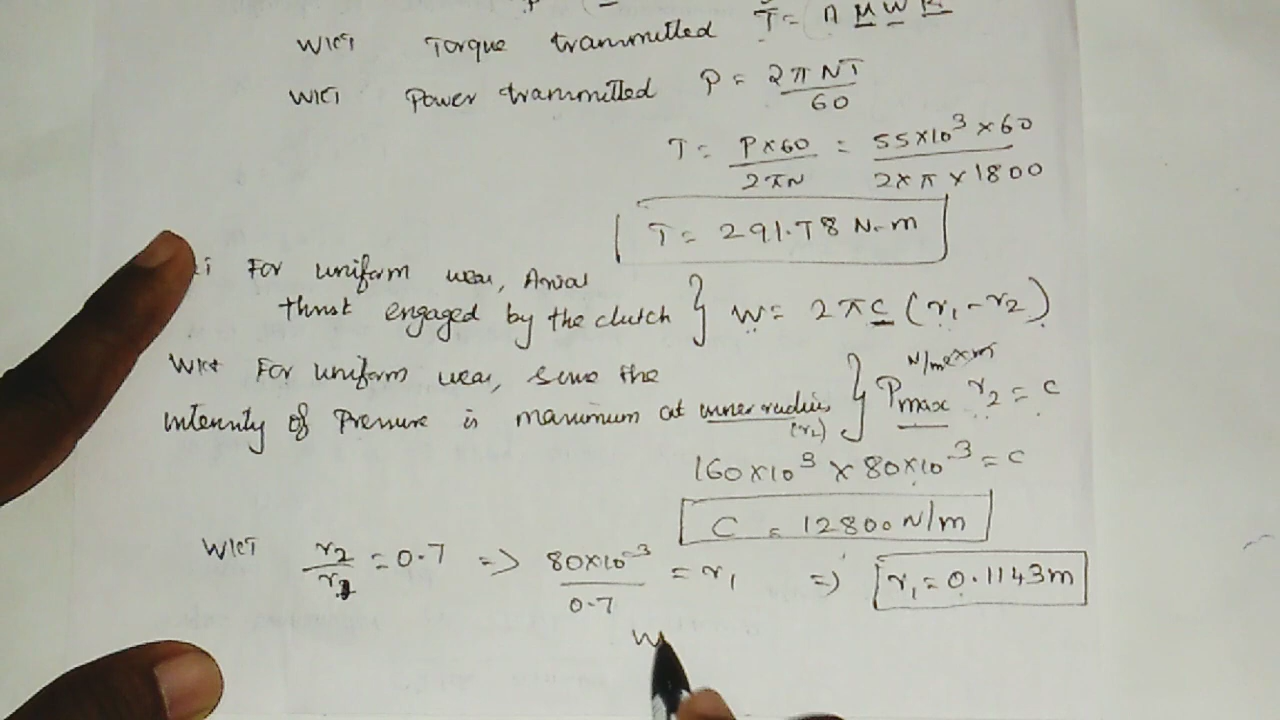 WKT Torque transmitted T = n μ W R
WKT Power transmitted P = 2πNT / 60
T = P×60 / 2πN = 55×10³ ×60 / 2×π×1800
T = 291.78 N-m
For uniform wear, Axial
thrust engaged by the clutch } W = 2πC (r₁-r₂)
WKT For uniform wear, since the
N/m² × m
intensity of Pressure is maximum at inner radius } Pmax r₂ = C
(r₂)
160×10³ × 80×10⁻³ = C
C = 12800 N/m
WKT r₂ / r₁ = 0.7 => 80×10⁻³ / 0.7 = r₁ => r₁ = 0.1143m
W